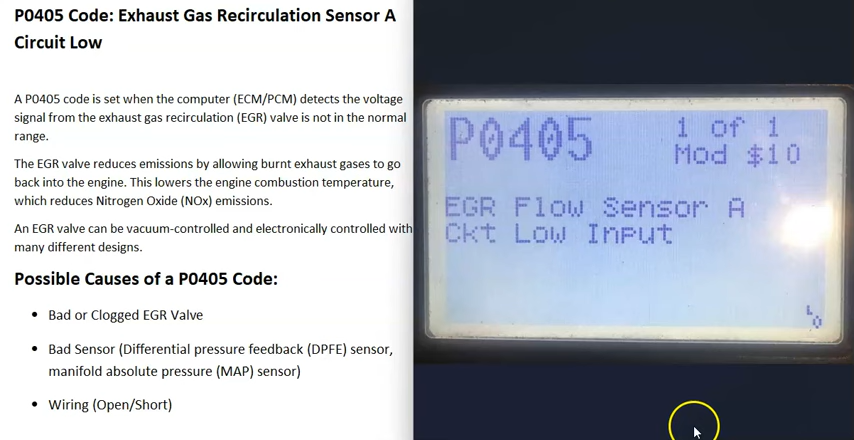 P0405 Code: Exhaust Gas Recirculation Sensor A
Circuit Low
A P0405 code is set when the computer (ECM/PCM) detects the voltage
signal from the exhaust gas recirculation (EGR) valve is not in the normal
range.
The EGR valve reduces emissions by allowing burnt exhaust gases to go
back into the engine. This lowers the engine combustion temperature,
which reduces Nitrogen Oxide (NOx) emissions.
An EGR valve can be vacuum-controlled and electronically controlled with
many different designs.
Possible Causes of a P0405 Code:
• Bad or Clogged EGR Valve
• Bad Sensor (Differential pressure feedback (DPFE) sensor,
manifold absolute pressure (MAP) sensor)
• Wiring (Open/Short)
P0405
1 of 1
Mod $10
EGR Flow Sensor A
Ckt Low Input